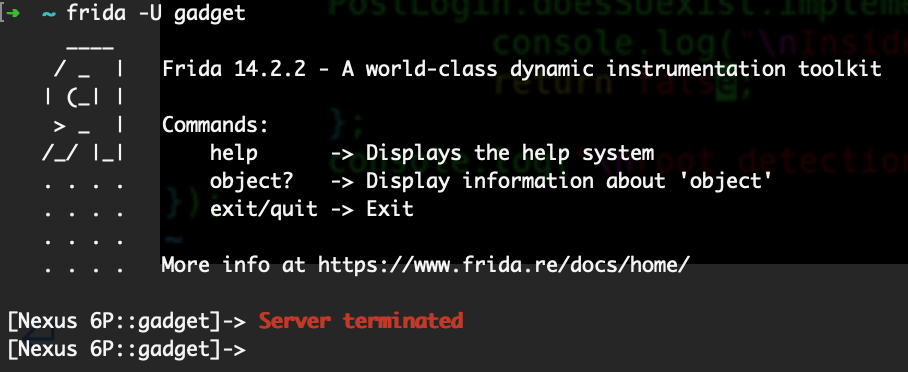 ➜ ~ frida -U gadget
____
/ _ | Frida 14.2.2 - A world-class dynamic instrumentation toolkit
| (_| |
> _ | Commands:
/_/ |_| help -> Displays the help system
. . . . object? -> Display information about 'object'
. . . . exit/quit -> Exit
. . . .
. . . . More info at https://www.frida.re/docs/home/
[Nexus 6P::gadget]-> Server terminated
[Nexus 6P::gadget]->
PostLogin.doesSUexist.impleme
console.log("\nInside
return false;
};
console.log("\nRoot detection
});
~